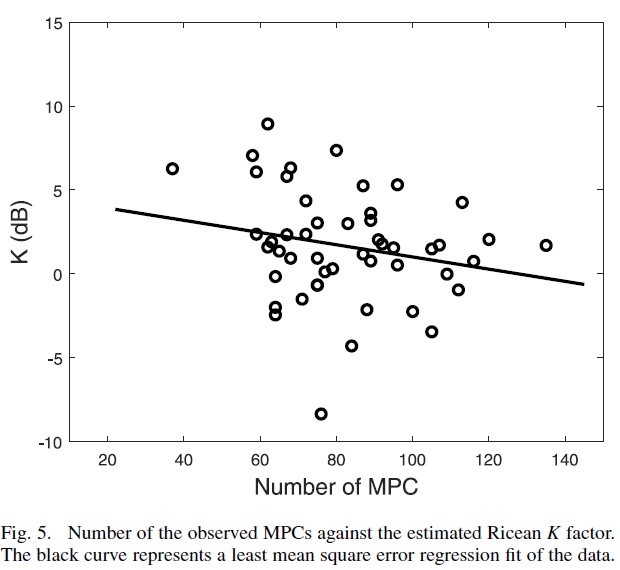 15
10
5
0
-5
-10
K (dB)
20 40 60 80 100 120 140
Number of MPC
Fig. 5. Number of the observed MPCs against the estimated Ricean K factor.
The black curve represents a least mean square error regression fit of the data.